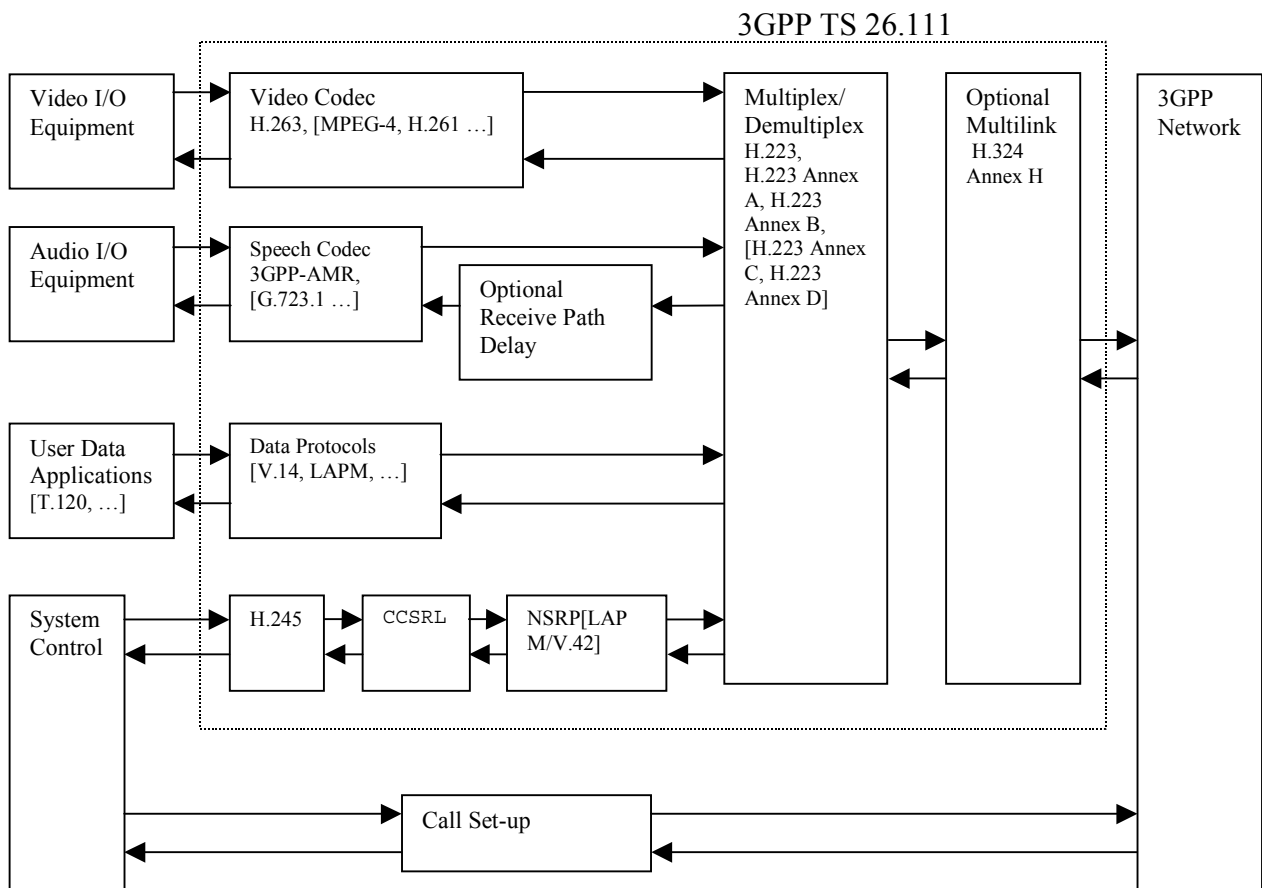 3GPP TS 26.111
Video I/O
Equipment
Video Codec
H.263, [MPEG-4, H.261 …]
Multiplex/
Demultiplex
H.223,
H.223 Annex
A, H.223
Annex B,
[H.223 Annex
C, H.223
Annex D]
Optional
Multilink
H.324
Annex H
3GPP
Network
Audio I/O
Equipment
Speech Codec
3GPP-AMR,
[G.723.1 …]
Optional
Receive Path
Delay
User Data
Applications
[T.120, …]
Data Protocols
[V.14, LAPM, …]
System
Control
H.245
CCSRL
NSRP[LAP
M/V.42]
Call Set-up